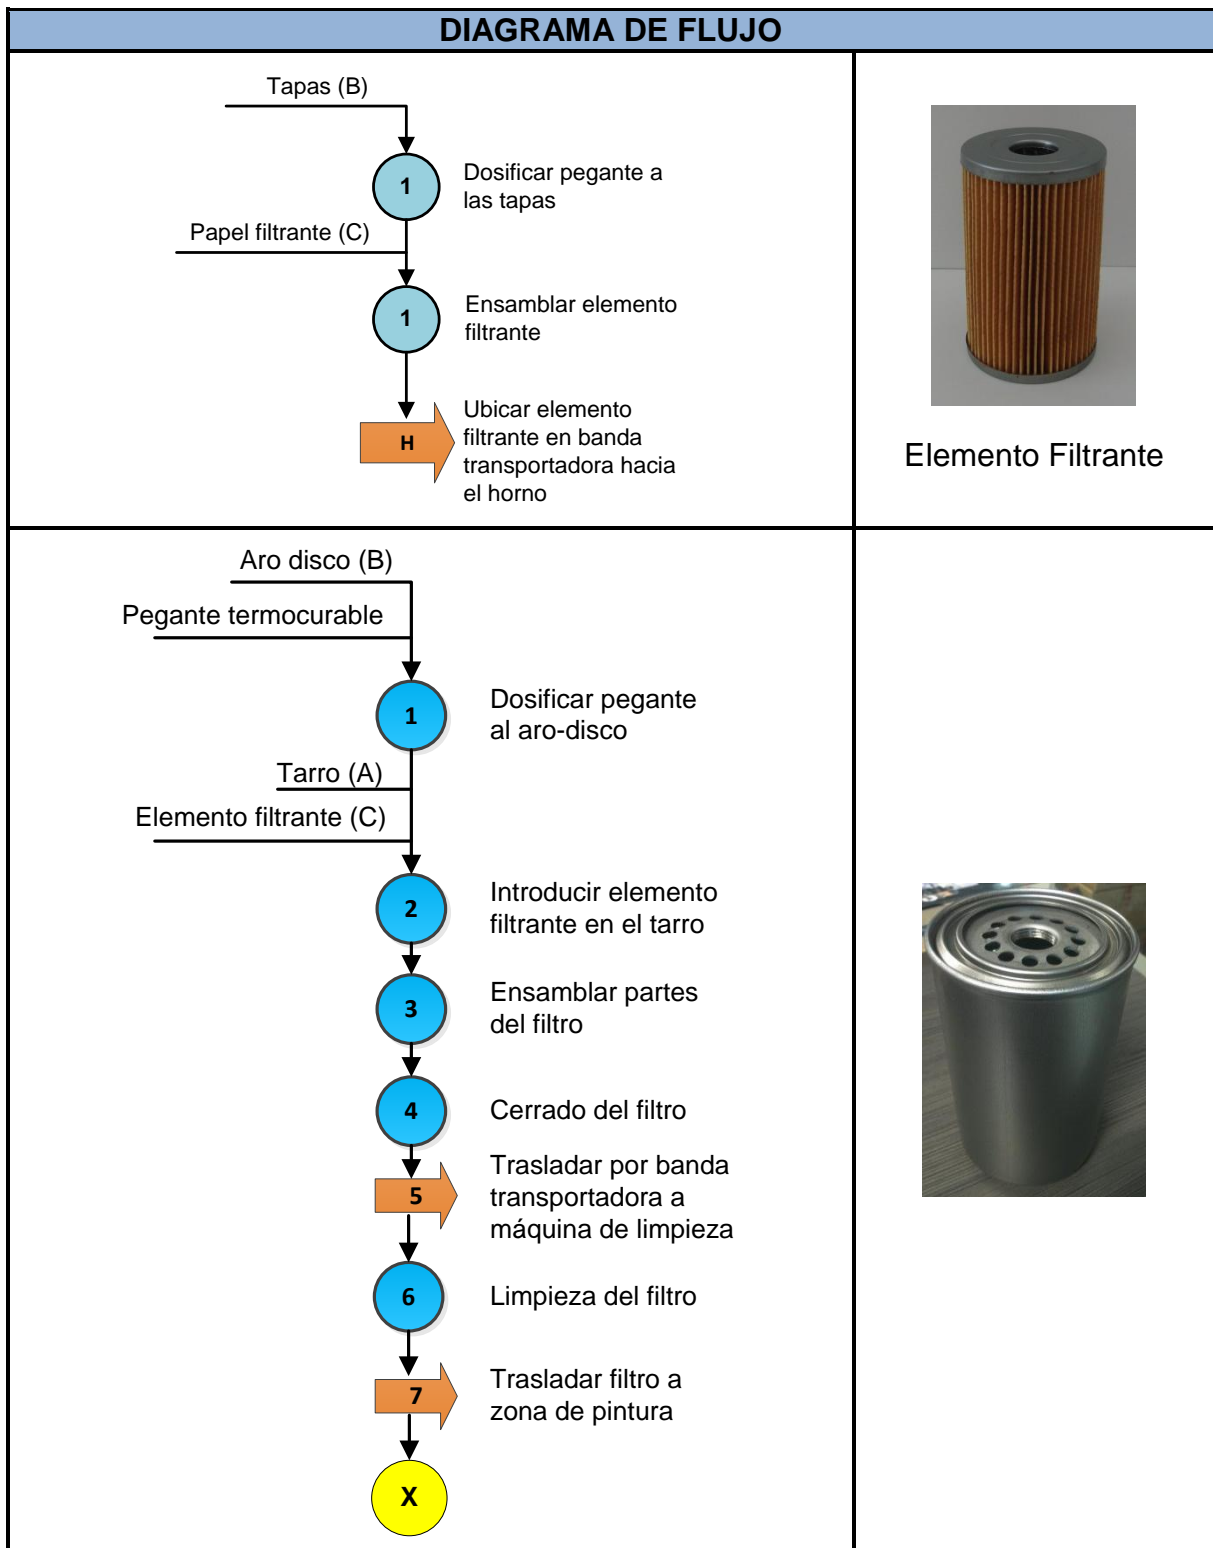 DIAGRAMA DE FLUJO
Tapas (B)
1
Dosificar pegante a
las tapas
Papel filtrante (C)
1
Ensamblar elemento
filtrante
H
Ubicar elemento
filtrante en banda
transportadora hacia
el horno
Elemento Filtrante
Aro disco (B)
Pegante termocurable
1
Dosificar pegante
al aro-disco
Tarro (A)
Elemento filtrante (C)
2
Introducir elemento
filtrante en el tarro
3
Ensamblar partes
del filtro
4
Cerrado del filtro
5
Trasladar por banda
transportadora a
máquina de limpieza
6
Limpieza del filtro
7
Trasladar filtro a
zona de pintura
X